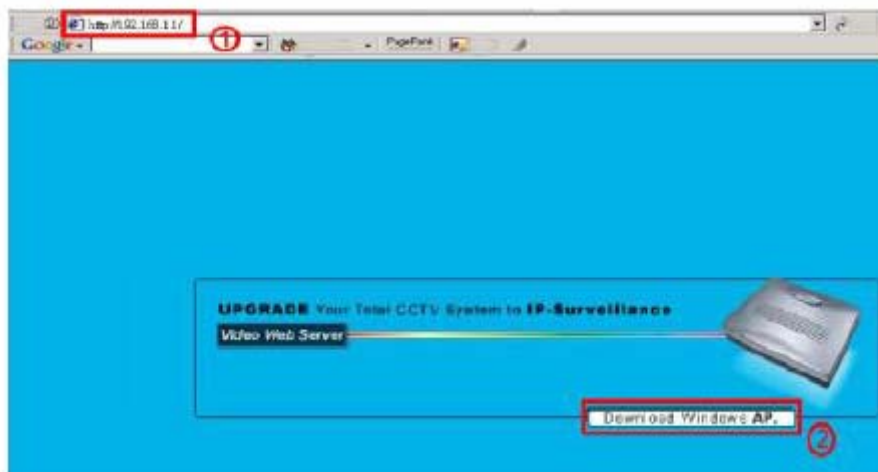 http://192.168.1.1/
①
Google
PageRank
UPGRADE Your Total CCTV System to IP-Surveillance
Video Web Server
Download Windows AP.
②